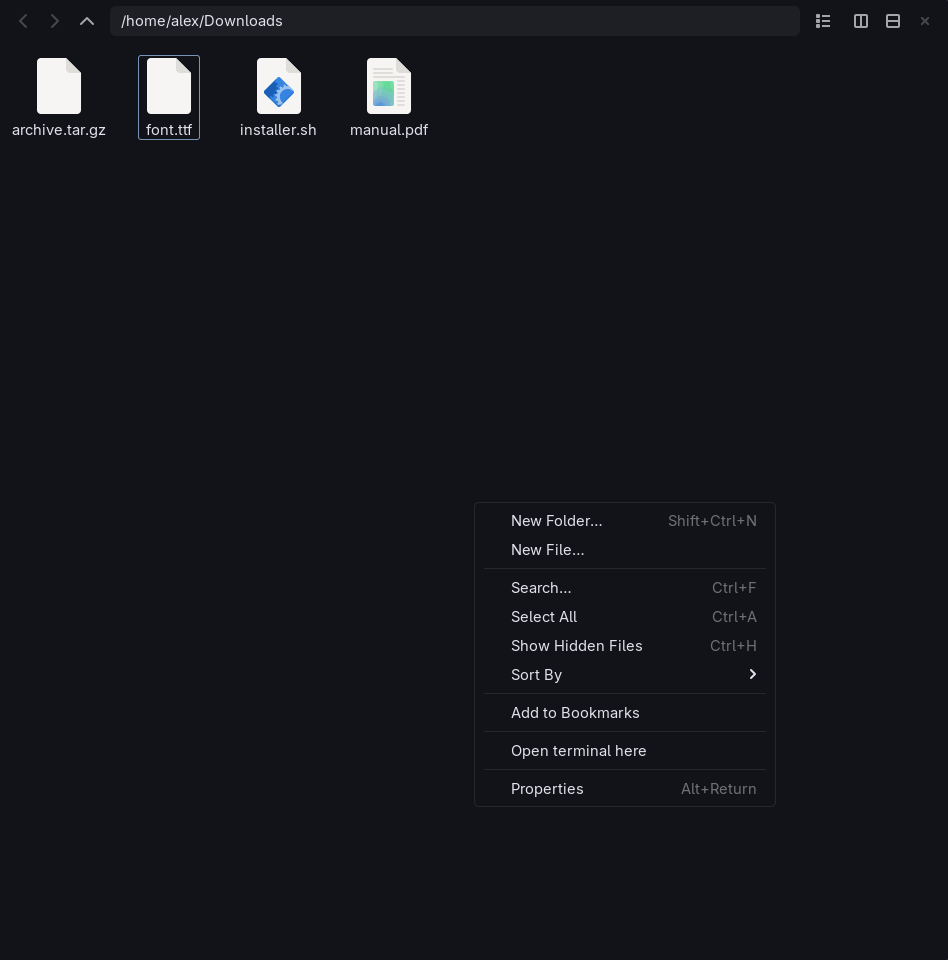 /home/alex/Downloads
archive.tar.gz
font.ttf
installer.sh
manual.pdf
New Folder... Shift+Ctrl+N
New File...
Search... Ctrl+F
Select All Ctrl+A
Show Hidden Files Ctrl+H
Sort By
Add to Bookmarks
Open terminal here
Properties Alt+Return